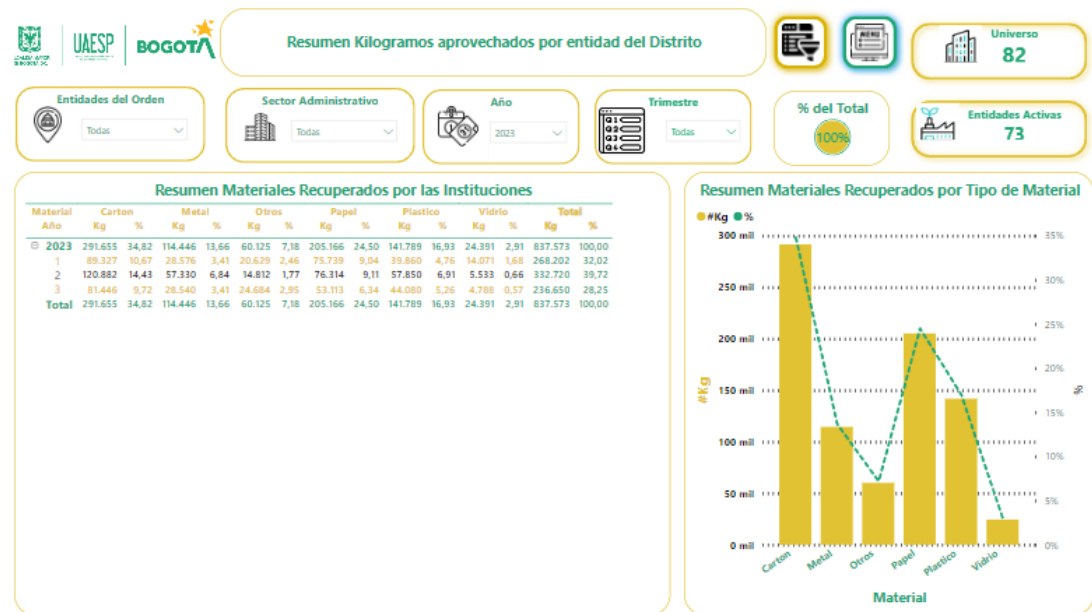 UAESP
BOGOTÁ
Resumen Kilogramos aprovechados por entidad del Distrito
MENU
Universo
82
Entidades del Orden
Todas
Sector Administrativo
Todas
Año
2023
Trimestre
Q1
Q2
Q3
Q4
Todas
% del Total
100%
Entidades Activas
73
Resumen Materiales Recuperados por las Instituciones
Material Carton Metal Otros Papel Plastico Vidrio Total
Año Kg % Kg % Kg % Kg % Kg % Kg % Kg %
2023 291.655 34,82 114.446 13,66 60.125 7,18 205.166 24,50 141.789 16,93 24.391 2,91 837.573 100,00
1 89.327 10,67 28.576 3,41 20.629 2,46 75.739 9,04 39.860 4,76 14.071 1,68 268.202 32,02
2 120.882 14,43 57.330 6,84 14.812 1,77 76.314 9,11 57.850 6,91 5.533 0,66 332.720 39,72
3 81.446 9,72 28.540 3,41 24.684 2,95 53.113 6,34 44.080 5,26 4.788 0,57 236.650 28,25
Total 291.655 34,82 114.446 13,66 60.125 7,18 205.166 24,50 141.789 16,93 24.391 2,91 837.573 100,00
Resumen Materiales Recuperados por Tipo de Material
#Kg %
300 mil 35%
30%
250 mil
25%
200 mil
20%
#Kg
150 mil
%
15%
100 mil
10%
50 mil
5%
0 mil 0%
Carton Metal Otros Papel Plastico Vidrio
Material